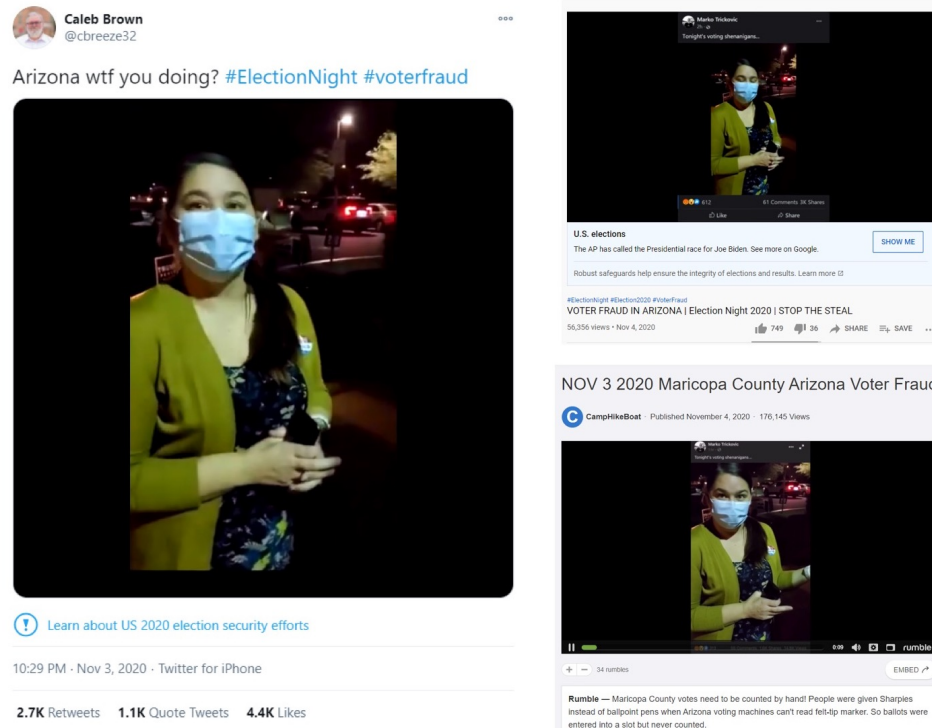 Caleb Brown
@cbreeze32
Arizona wtf you doing? #ElectionNight #voterfraud
Learn about US 2020 election security efforts
10:29 PM · Nov 3, 2020 · Twitter for iPhone
2.7K Retweets 1.1K Quote Tweets 4.4K Likes
Marko Trickovic
Tonight's voting shenanigans...
612 61 Comments 3K Shares
Like Share
U.S. elections
The AP has called the Presidential race for Joe Biden. See more on Google.
SHOW ME
Robust safeguards help ensure the integrity of elections and results. Learn more
#ElectionNight #Election2020 #VoterFraud
VOTER FRAUD IN ARIZONA | Election Night 2020 | STOP THE STEAL
56,356 views • Nov 4, 2020 749 36 SHARE SAVE
NOV 3 2020 Maricopa County Arizona Voter Frau
C CampHikeBoat · Published November 4, 2020 · 176,145 Views
Marko Trickovic
Tonight's voting shenanigans...
0:09 rumble
+ − 34 rumbles EMBED
Rumble — Maricopa County votes need to be counted by hand! People were given Sharpies
instead of ballpoint pens when Arizona voting machines can't read felt-tip marker. So ballots were
entered into a slot but never counted.